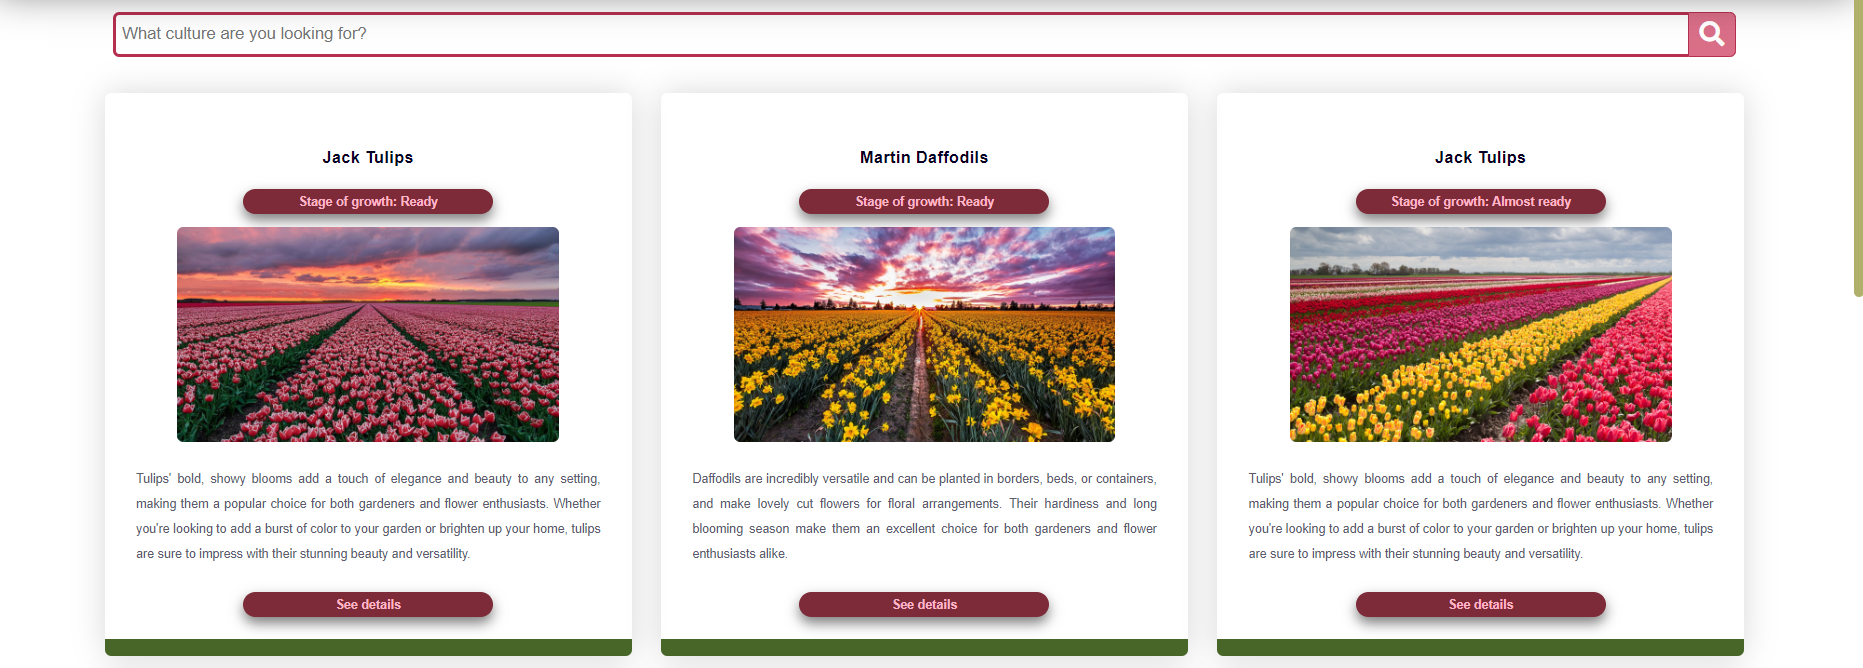 What culture are you looking for?
Jack Tulips
Stage of growth: Ready
Tulips' bold, showy blooms add a touch of elegance and beauty to any setting,
making them a popular choice for both gardeners and flower enthusiasts. Whether
you're looking to add a burst of color to your garden or brighten up your home, tulips
are sure to impress with their stunning beauty and versatility.
See details
Martin Daffodils
Stage of growth: Ready
Daffodils are incredibly versatile and can be planted in borders, beds, or containers,
and make lovely cut flowers for floral arrangements. Their hardiness and long
blooming season make them an excellent choice for both gardeners and flower
enthusiasts alike.
See details
Jack Tulips
Stage of growth: Almost ready
Tulips' bold, showy blooms add a touch of elegance and beauty to any setting,
making them a popular choice for both gardeners and flower enthusiasts. Whether
you're looking to add a burst of color to your garden or brighten up your home, tulips
are sure to impress with their stunning beauty and versatility.
See details